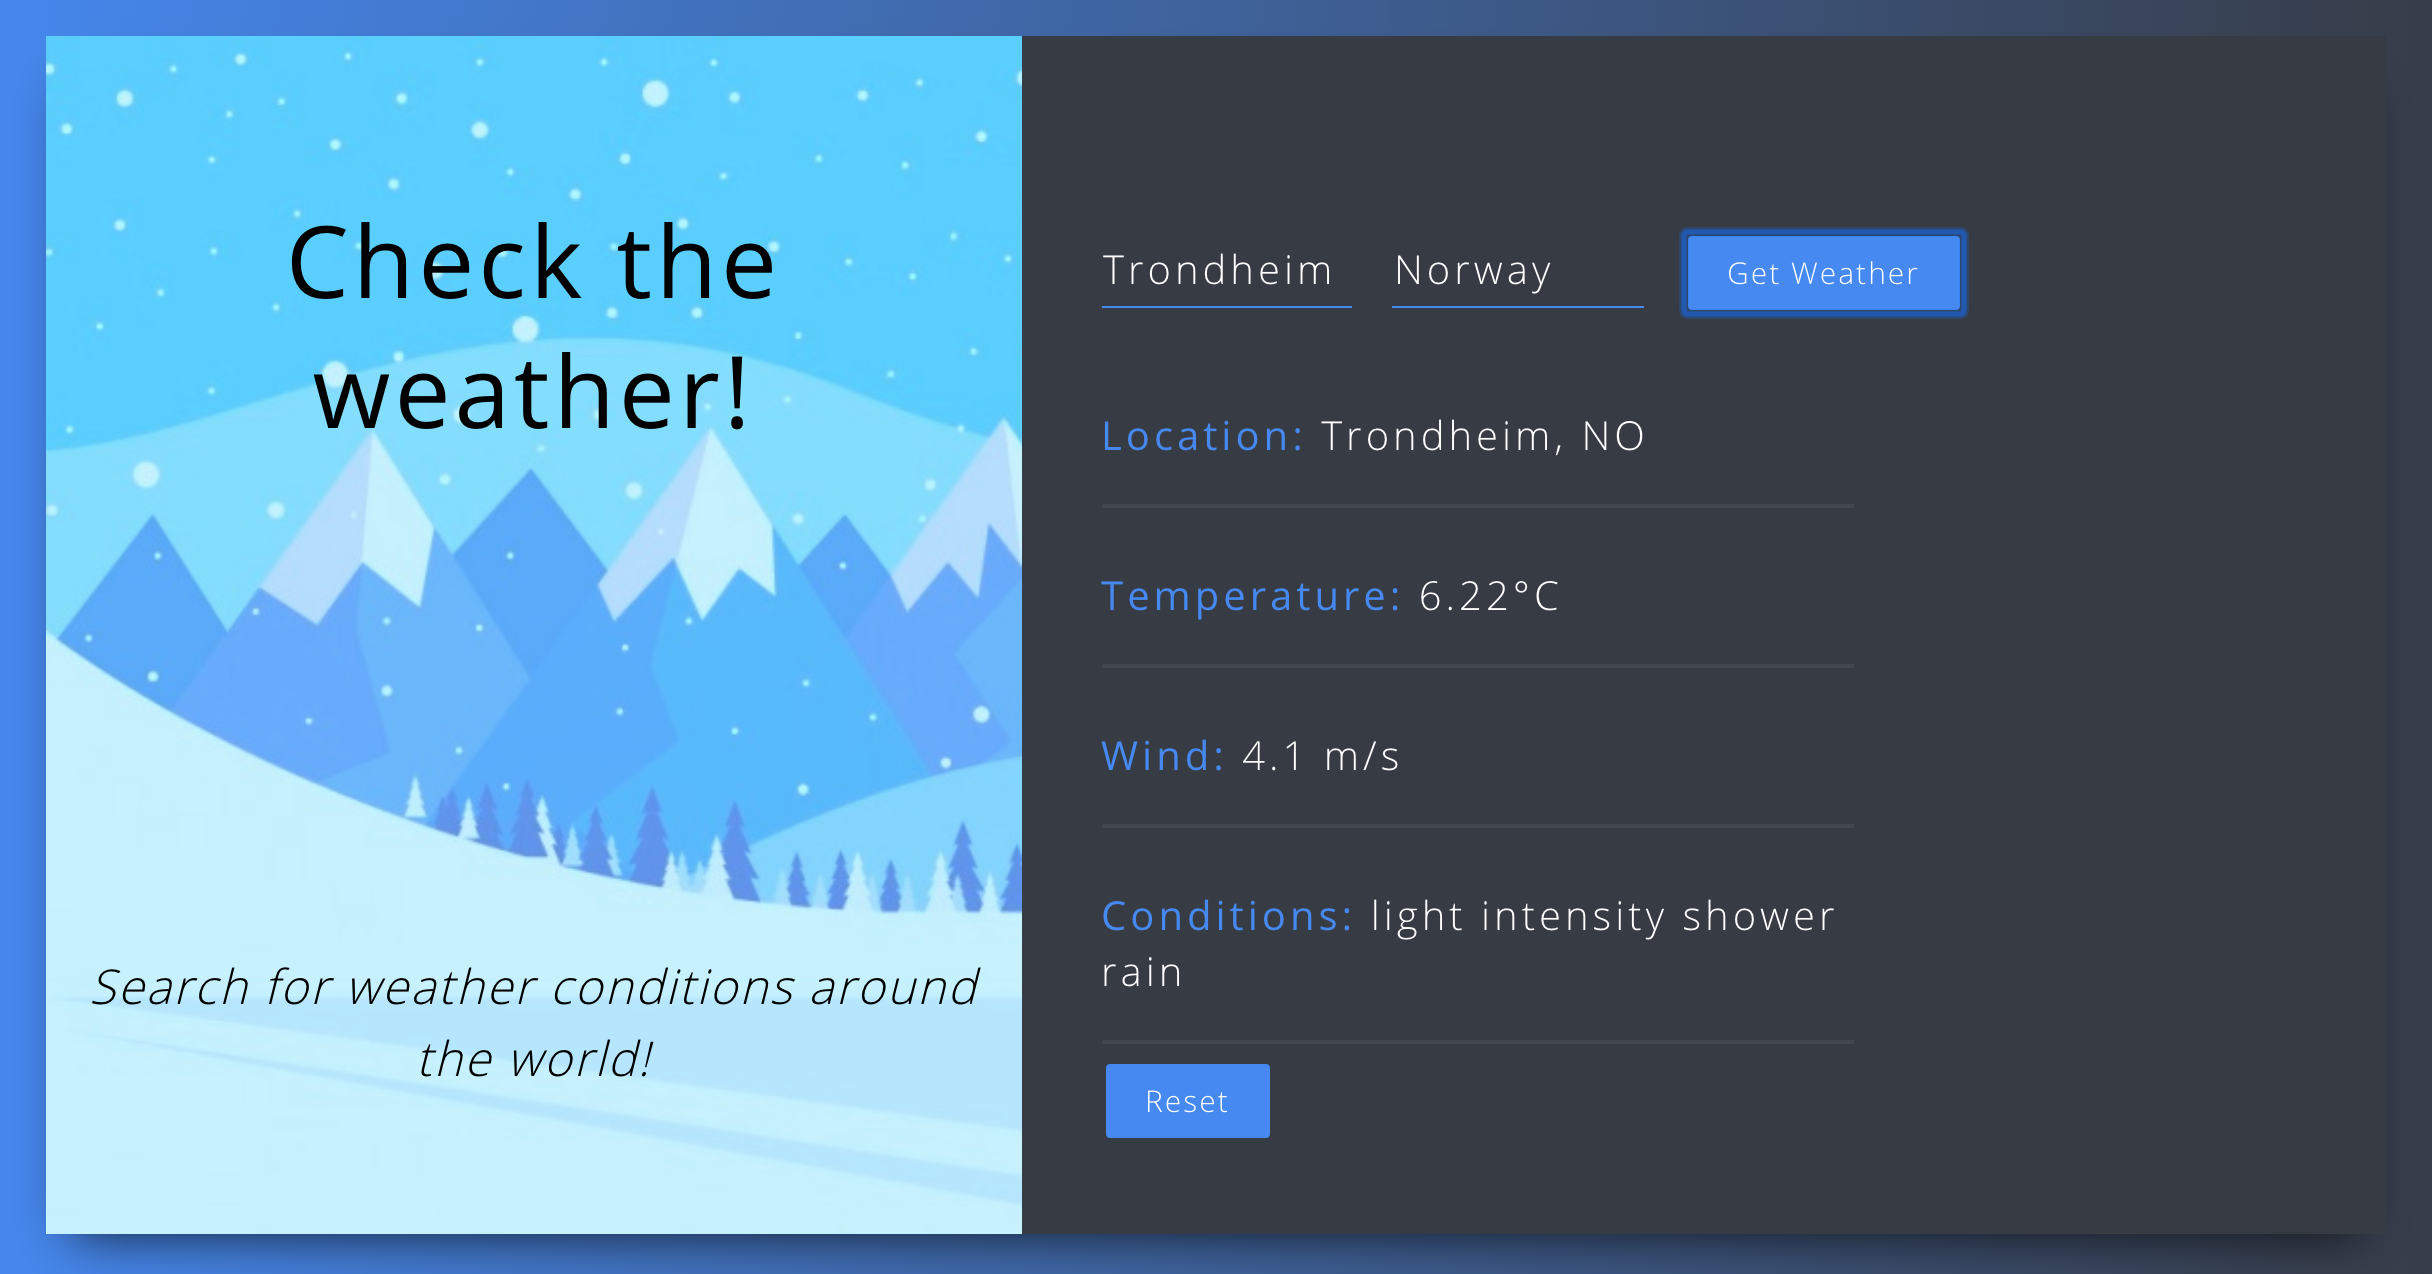 Check the
weather!
Search for weather conditions around
the world!
Trondheim
Norway
Get Weather
Location: Trondheim, NO
Temperature: 6.22°C
Wind: 4.1 m/s
Conditions: light intensity shower
rain
Reset